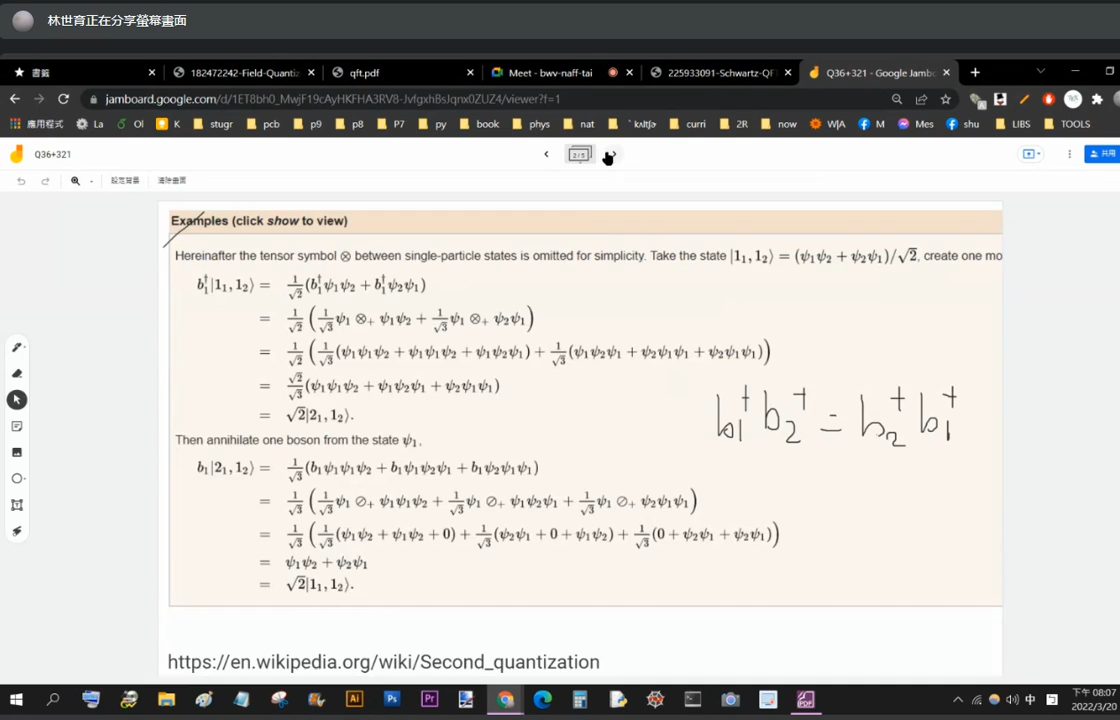 林世育正在分享螢幕畫面
書籤
182472242-Field-Quantiz
qft.pdf
Meet - bwv-naff-tai
225933091-Schwartz-QFT
Q36+321 - Google Jambo
jamboard.google.com/d/1ET8bh0_MwjF19cAyHKFHA3RV8-JvfgxhBsJqnx0ZUZ4/viewer?f=1
應用程式 La Ol K stugr pcb p9 p8 P7 py book phys nat curri 2R now W|A M Mes shu LIBS TOOLS
Q36+321
2/5
共用
設定背景 清除畫面
Examples (click show to view)
Hereinafter the tensor symbol ⊗ between single-particle states is omitted for simplicity. Take the state |1₁, 1₂⟩ = (ψ₁ψ₂ + ψ₂ψ₁)/√2, create one mo
b₁†|1₁, 1₂⟩ = 1/√2 (b₁†ψ₁ψ₂ + b₁†ψ₂ψ₁)
= 1/√2 (1/√3 ψ₁ ⊗₊ ψ₁ψ₂ + 1/√3 ψ₁ ⊗₊ ψ₂ψ₁)
= 1/√2 (1/√3 (ψ₁ψ₁ψ₂ + ψ₁ψ₁ψ₂ + ψ₁ψ₂ψ₁) + 1/√3 (ψ₁ψ₂ψ₁ + ψ₂ψ₁ψ₁ + ψ₂ψ₁ψ₁))
= √2/√3 (ψ₁ψ₁ψ₂ + ψ₁ψ₂ψ₁ + ψ₂ψ₁ψ₁)
= √2|2₁, 1₂⟩.
b₁† b₂† = b₂† b₁†
Then annihilate one boson from the state ψ₁,
b₁|2₁, 1₂⟩ = 1/√3 (b₁ψ₁ψ₁ψ₂ + b₁ψ₁ψ₂ψ₁ + b₁ψ₂ψ₁ψ₁)
= 1/√3 (1/√3 ψ₁ ⊘₊ ψ₁ψ₁ψ₂ + 1/√3 ψ₁ ⊘₊ ψ₁ψ₂ψ₁ + 1/√3 ψ₁ ⊘₊ ψ₂ψ₁ψ₁)
= 1/√3 (1/√3 (ψ₁ψ₂ + ψ₁ψ₂ + 0) + 1/√3 (ψ₂ψ₁ + 0 + ψ₁ψ₂) + 1/√3 (0 + ψ₂ψ₁ + ψ₂ψ₁))
= ψ₁ψ₂ + ψ₂ψ₁
= √2|1₁, 1₂⟩.
https://en.wikipedia.org/wiki/Second_quantization
中
下午 08:07
2022/3/20